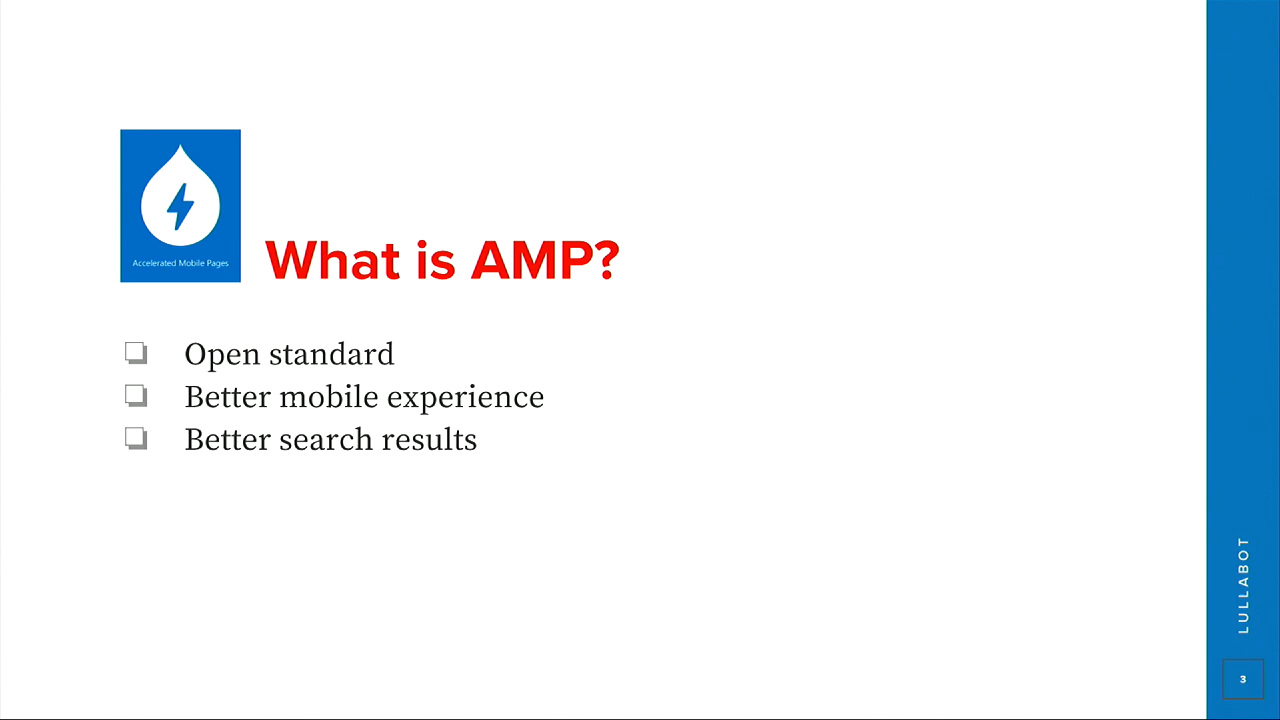 Accelerated Mobile Pages
What is AMP?
Open standard
Better mobile experience
Better search results
LULLABOT
3